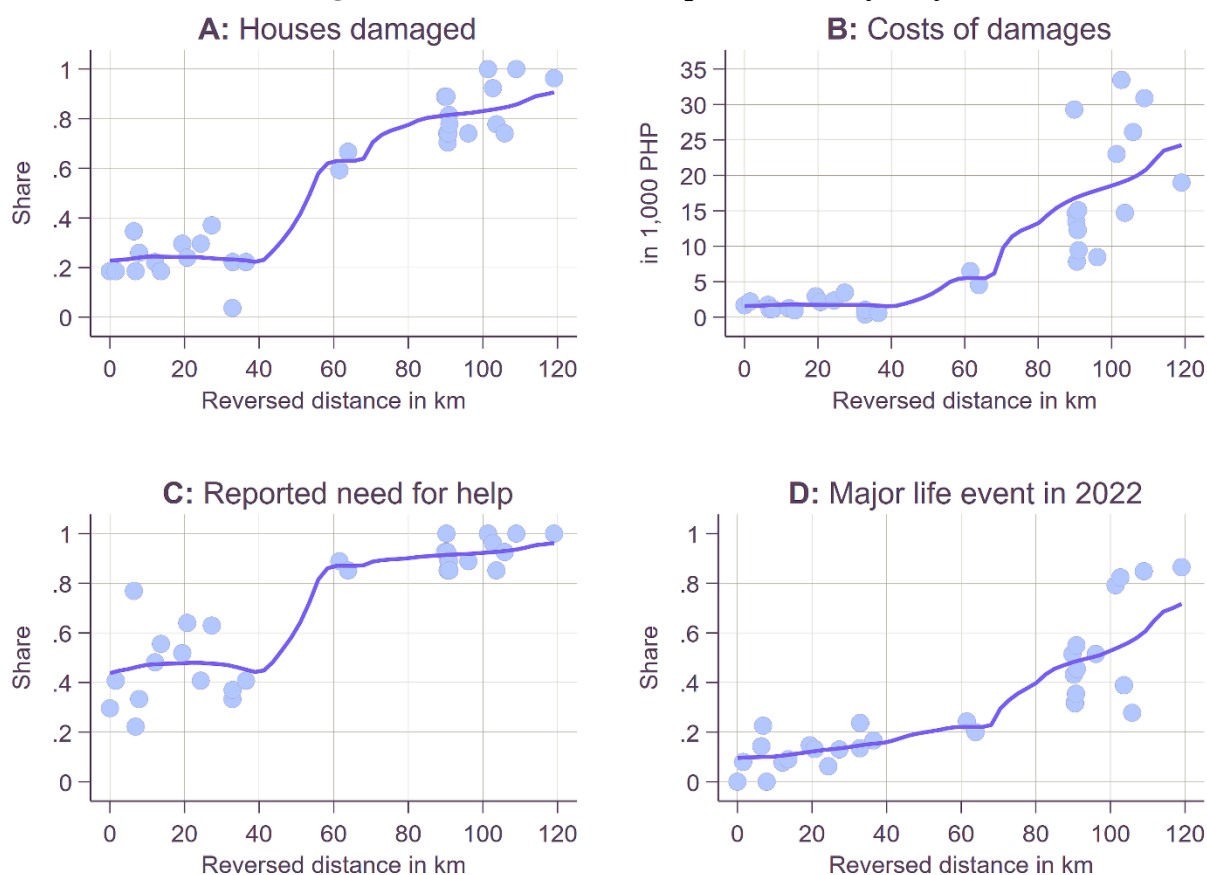 A: Houses damaged
1
.8
.6
.4
.2
0
Share
0 20 40 60 80 100 120
Reversed distance in km
B: Costs of damages
35
30
25
20
15
10
5
0
in 1,000 PHP
0 20 40 60 80 100 120
Reversed distance in km
C: Reported need for help
1
.8
.6
.4
.2
0
Share
0 20 40 60 80 100 120
Reversed distance in km
D: Major life event in 2022
1
.8
.6
.4
.2
0
Share
0 20 40 60 80 100 120
Reversed distance in km